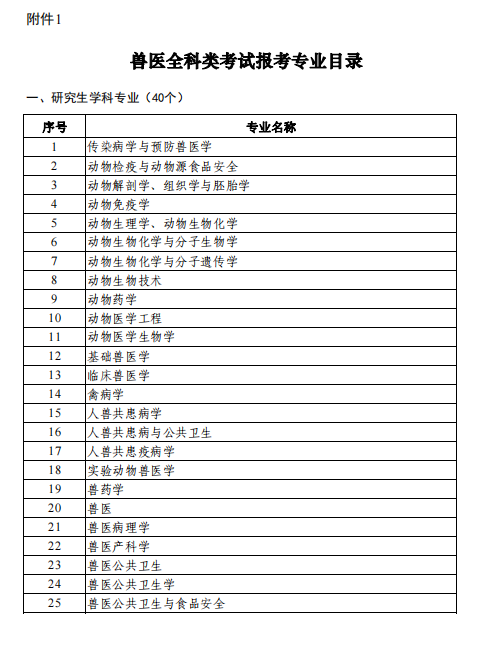 附件1
兽医全科类考试报考专业目录
一、研究生学科专业（40个）
序号 专业名称
1 传染病学与预防兽医学
2 动物检疫与动物源食品安全
3 动物解剖学、组织学与胚胎学
4 动物免疫学
5 动物生理学、动物生物化学
6 动物生物化学与分子生物学
7 动物生物化学与分子遗传学
8 动物生物技术
9 动物药学
10 动物医学工程
11 动物医学生物学
12 基础兽医学
13 临床兽医学
14 禽病学
15 人兽共患病学
16 人兽共患病与公共卫生
17 人兽共患疫病学
18 实验动物兽医学
19 兽药学
20 兽医
21 兽医病理学
22 兽医产科学
23 兽医公共卫生
24 兽医公共卫生学
25 兽医公共卫生与食品安全